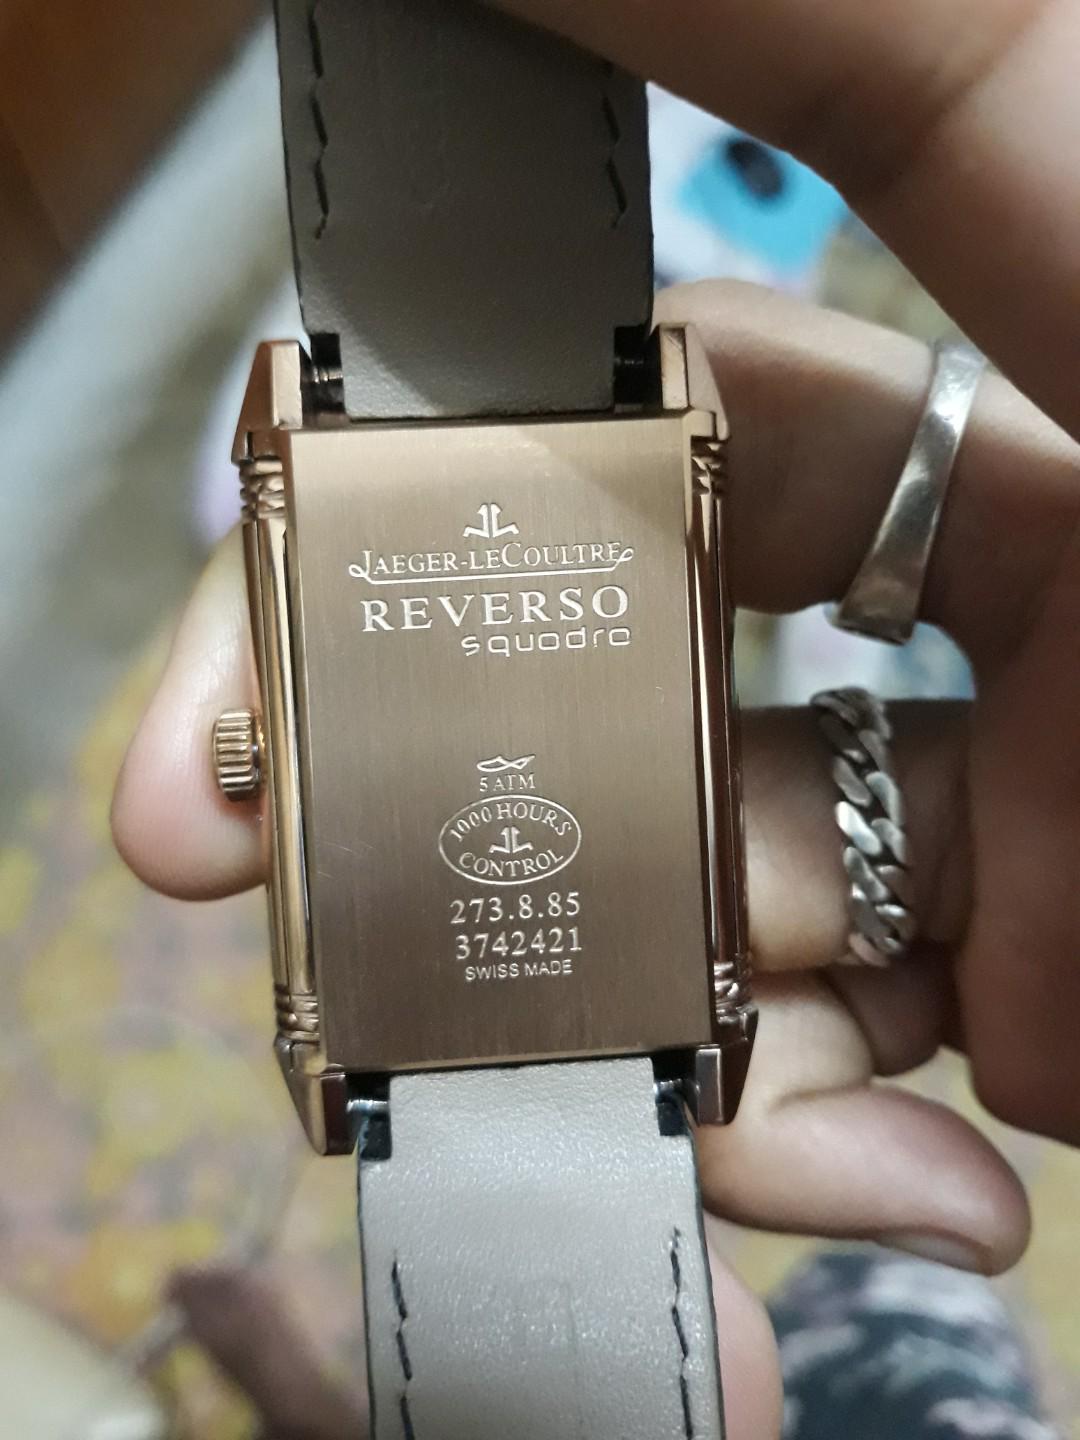 JAEGER-LECOULTRE
REVERSO
squadra
5 ATM
1000 HOURS
CONTROL
273.8.85
3742421
SWISS MADE